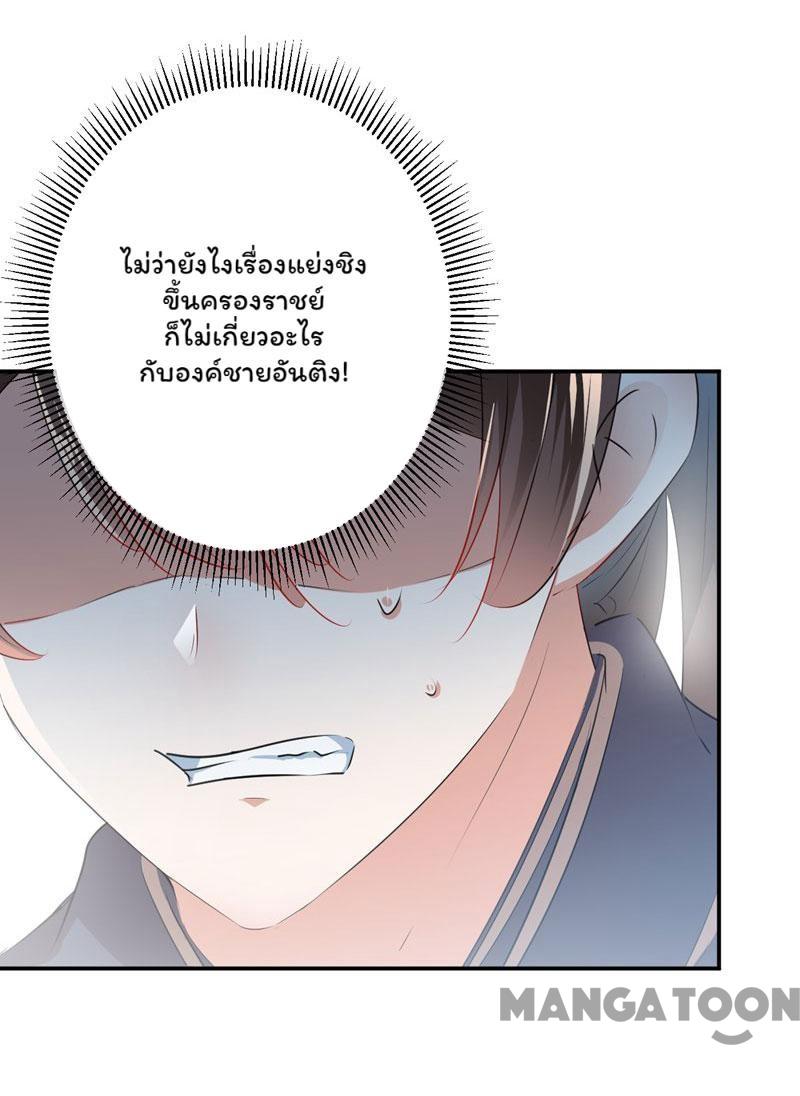 ไม่ว่ายังไงเรื่องแย่งชิง
ขึ้นครองราชย์
ก็ไม่เกี่ยวอะไร
กับองค์ชายอันติง!
MANGATOON